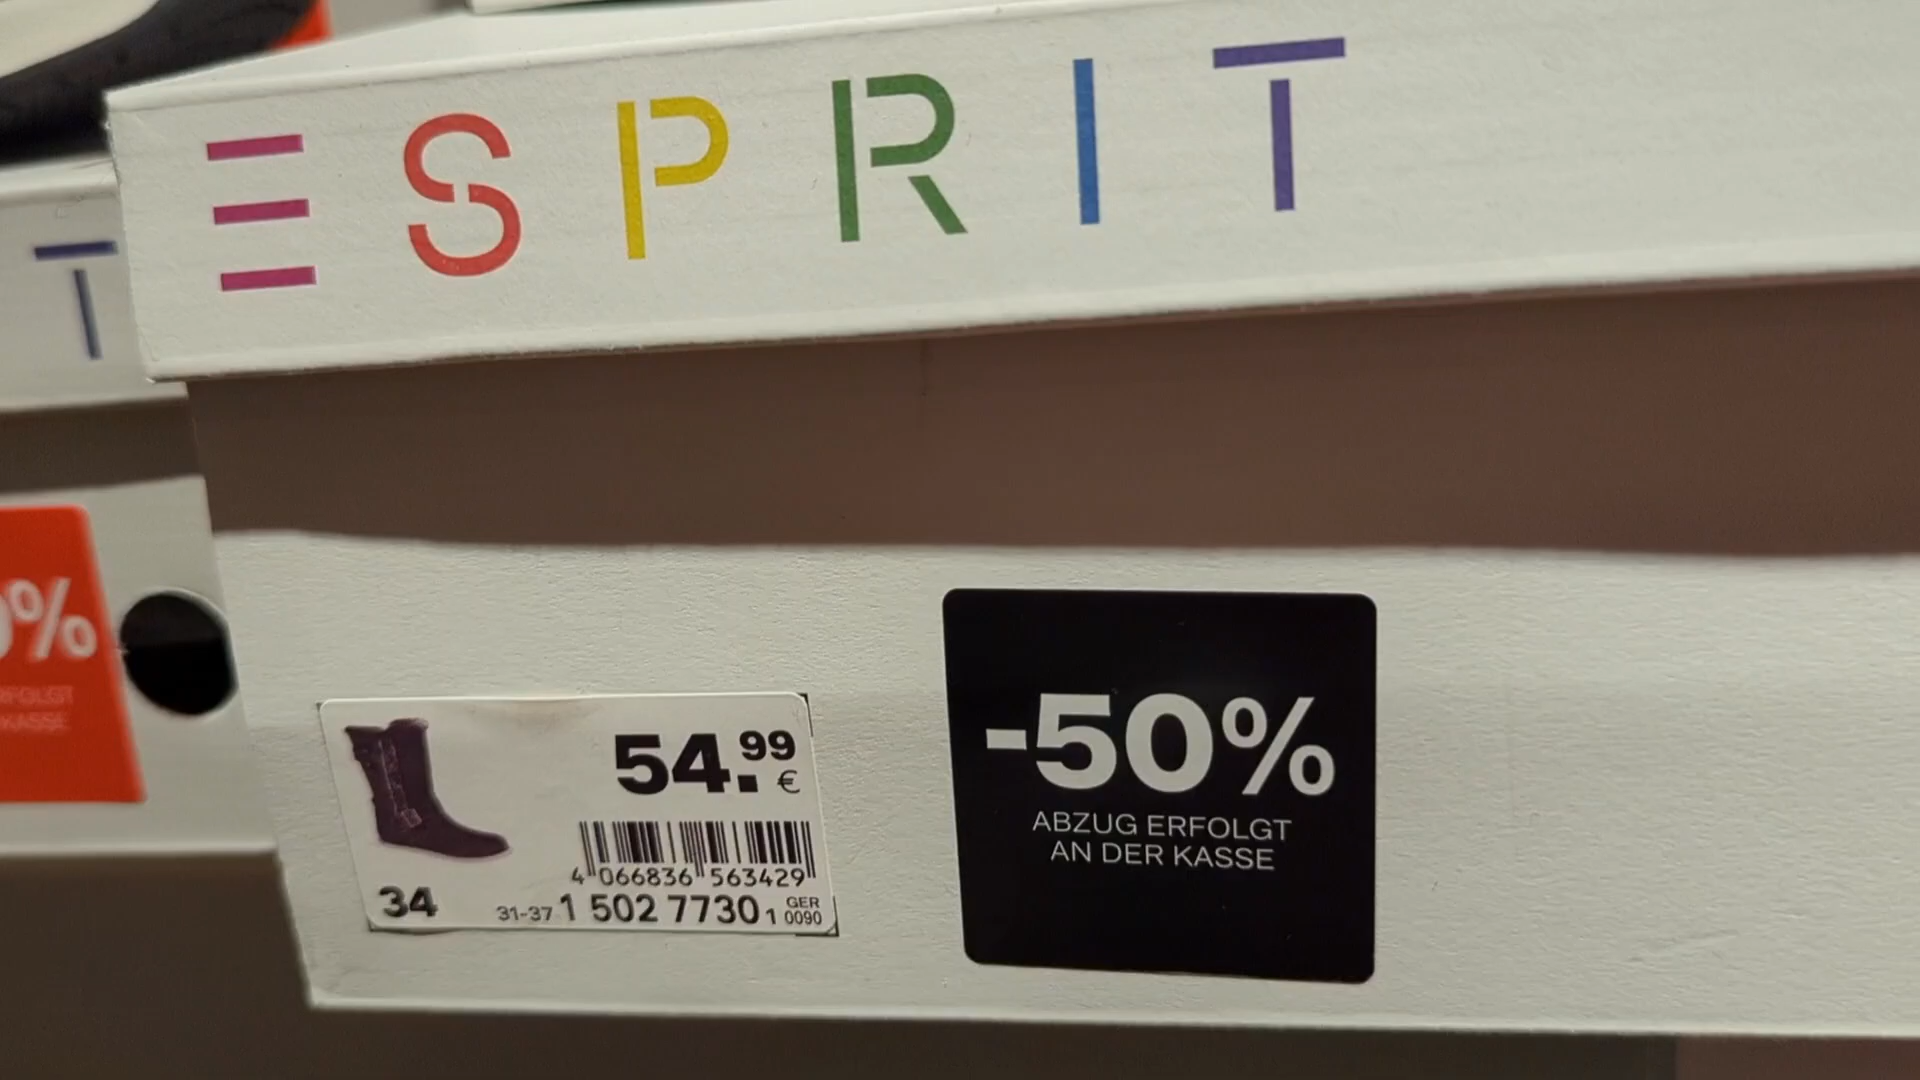 ESPRIT
T
%
KASSE
54.99 €
4 066836 563429
34 31-37 1 502 7730 1 GER 0090
-50%
ABZUG ERFOLGT
AN DER KASSE